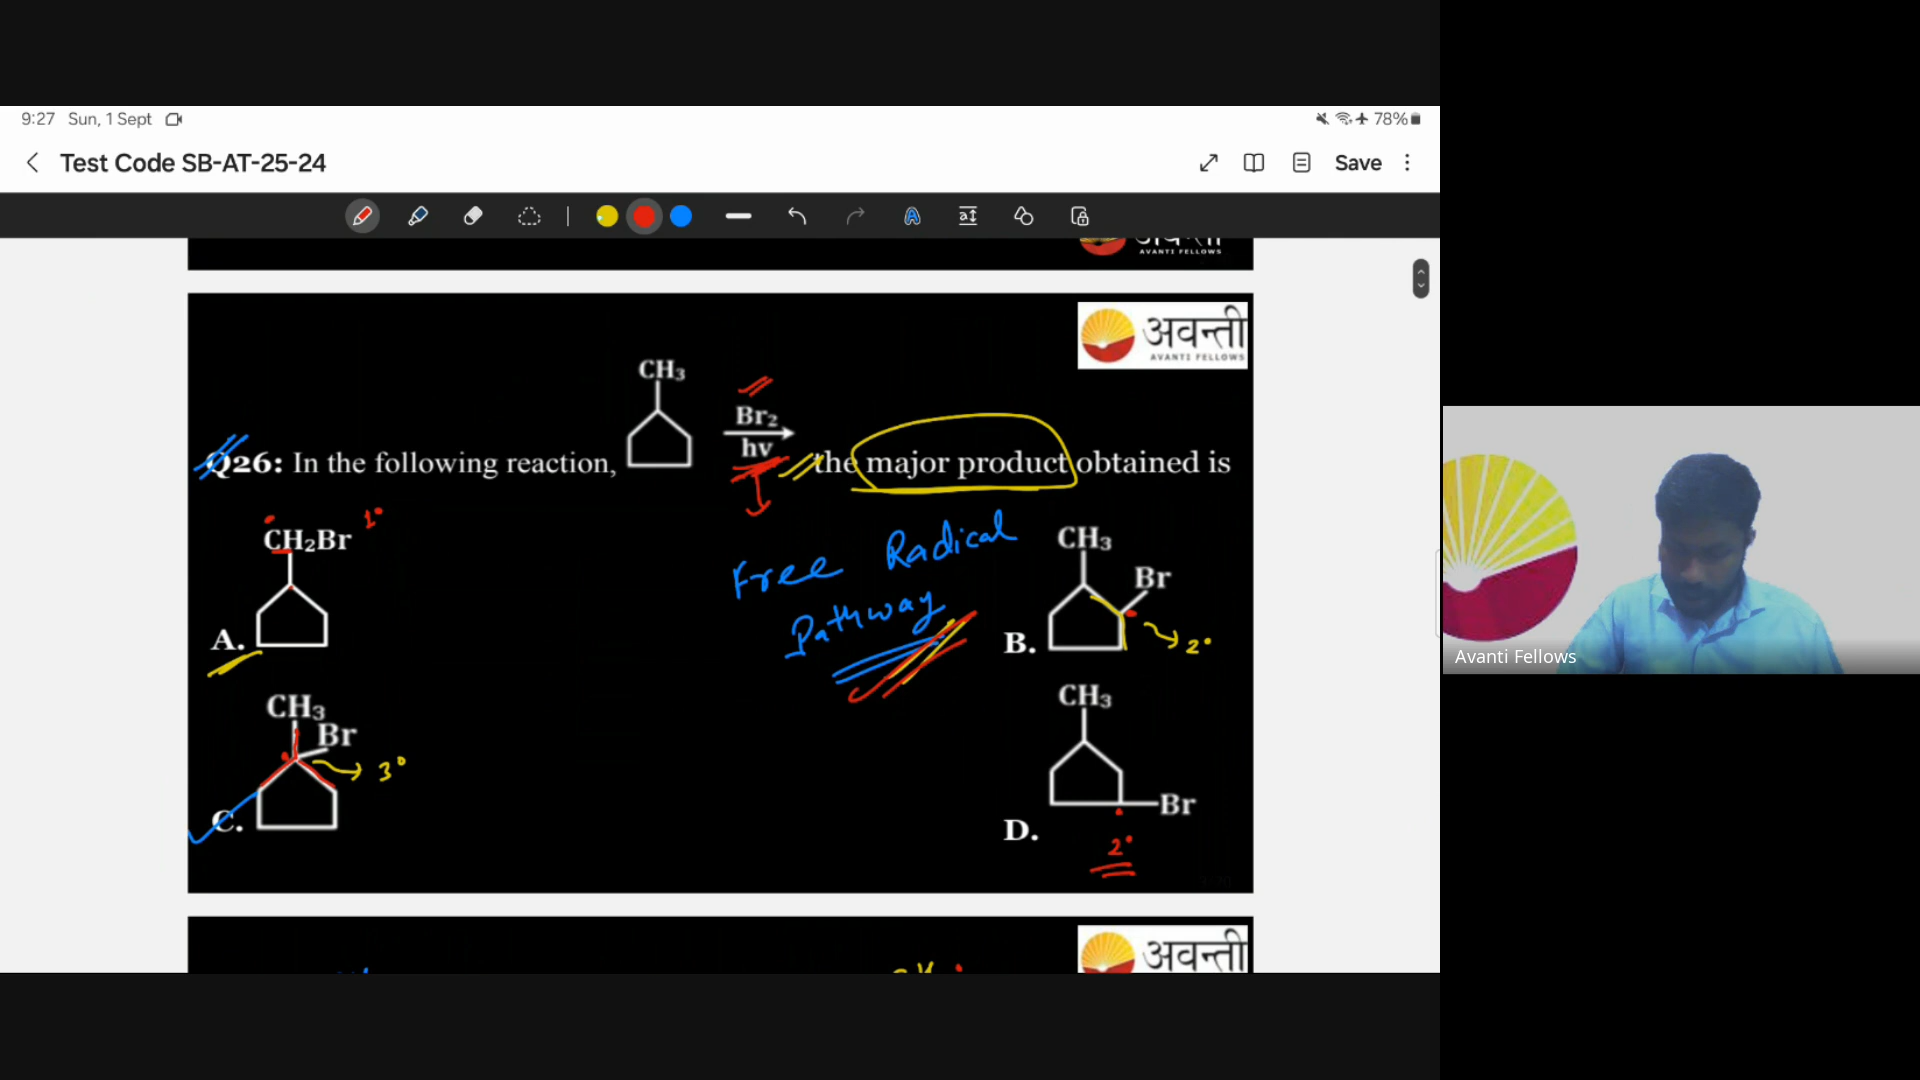 9:27 Sun, 1 Sept 78%
Test Code SB-AT-25-24
Save
AVANTI FELLOWS
अवन्ती
AVANTI FELLOWS
CH₃
Br₂
hv
Q26: In the following reaction, the major product obtained is
CH₂Br 1°
A.
Free Radical
Pathway
CH₃
Br
B. 2°
CH₃
Br
3°
C.
CH₃
Br
D.
2°
अवन्ती
Avanti Fellows